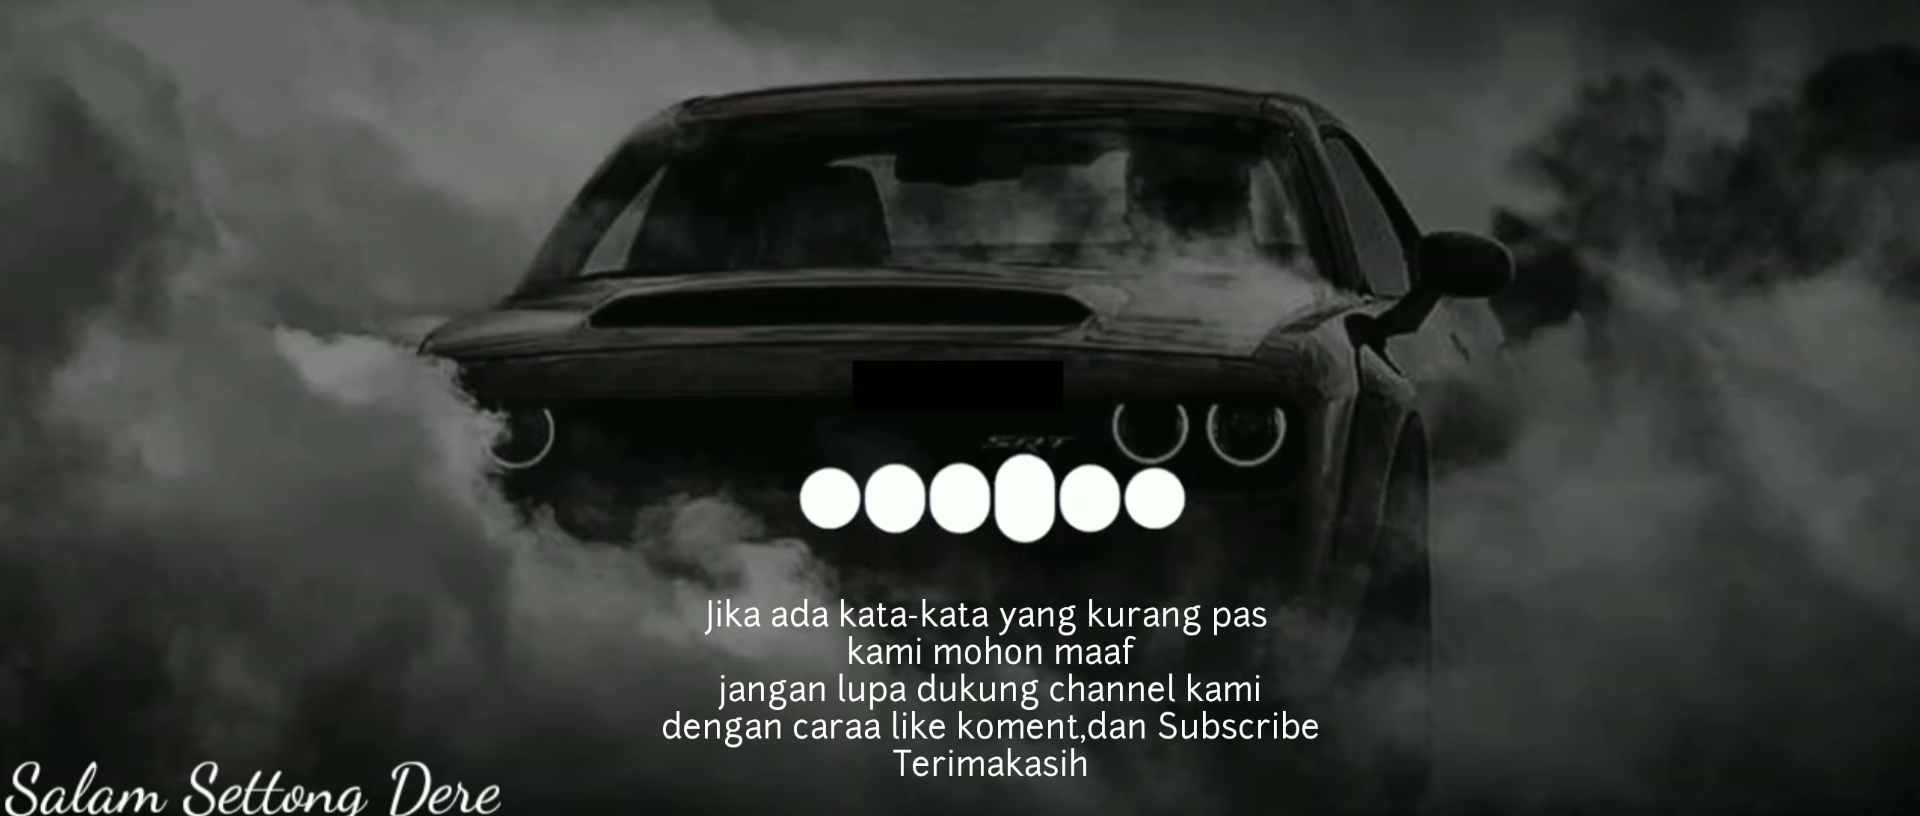 SRT
Jika ada kata-kata yang kurang pas
kami mohon maaf
jangan lupa dukung channel kami
dengan caraa like koment,dan Subscribe
Terimakasih
Salam Settong Dere